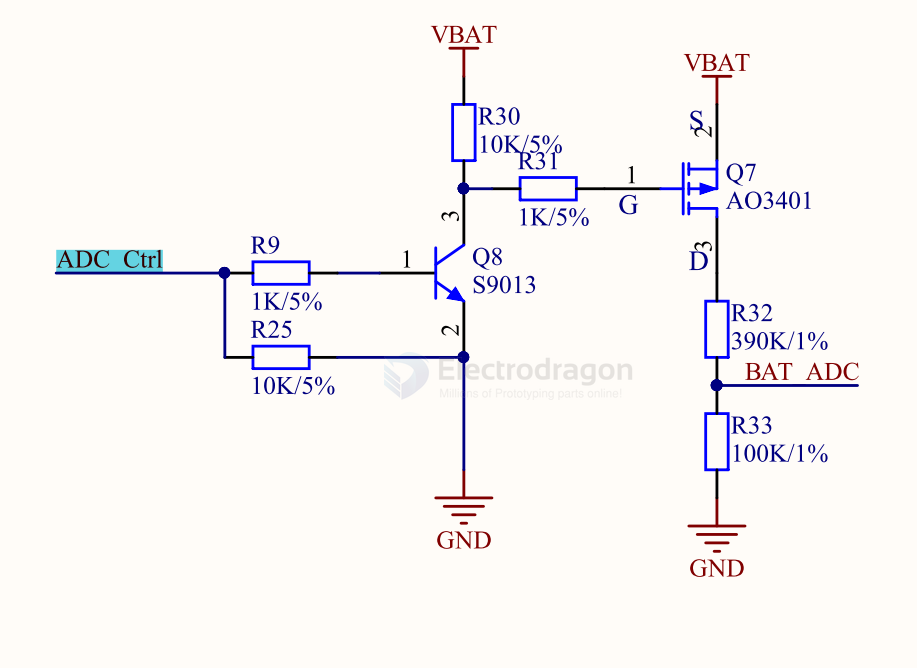 VBAT
R30
10K/5%
R31
1K/5%
VBAT
S
2
1
G
Q7
AO3401
3
D
ADC_Ctrl
R9
1K/5%
R25
10K/5%
1
3
Q8
S9013
2
R32
390K/1%
BAT_ADC
R33
100K/1%
GND
GND
Electrodragon
Millions of Prototyping parts online!